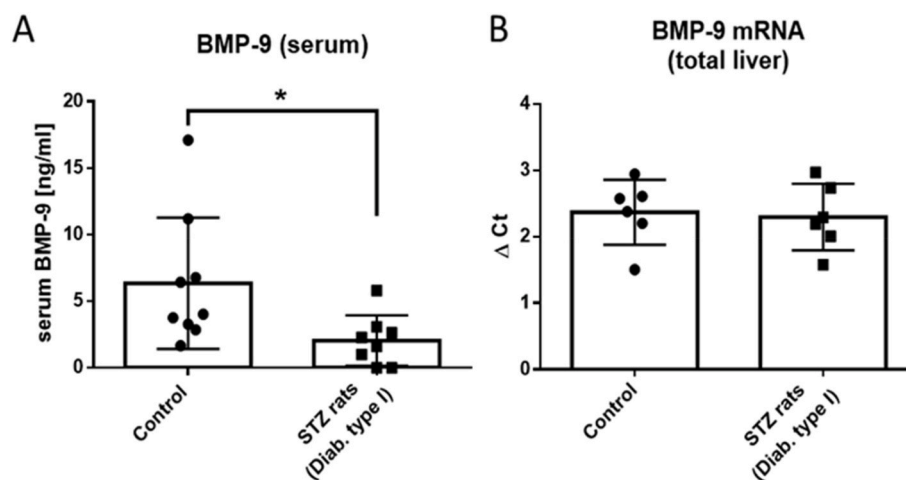 A
BMP-9 (serum)
*
serum BMP-9 [ng/ml]
20
15
10
5
0
Control
STZ rats
(Diab. type I)
B
BMP-9 mRNA
(total liver)
Δ Ct
4
3
2
1
0
Control
STZ rats
(Diab. type I)